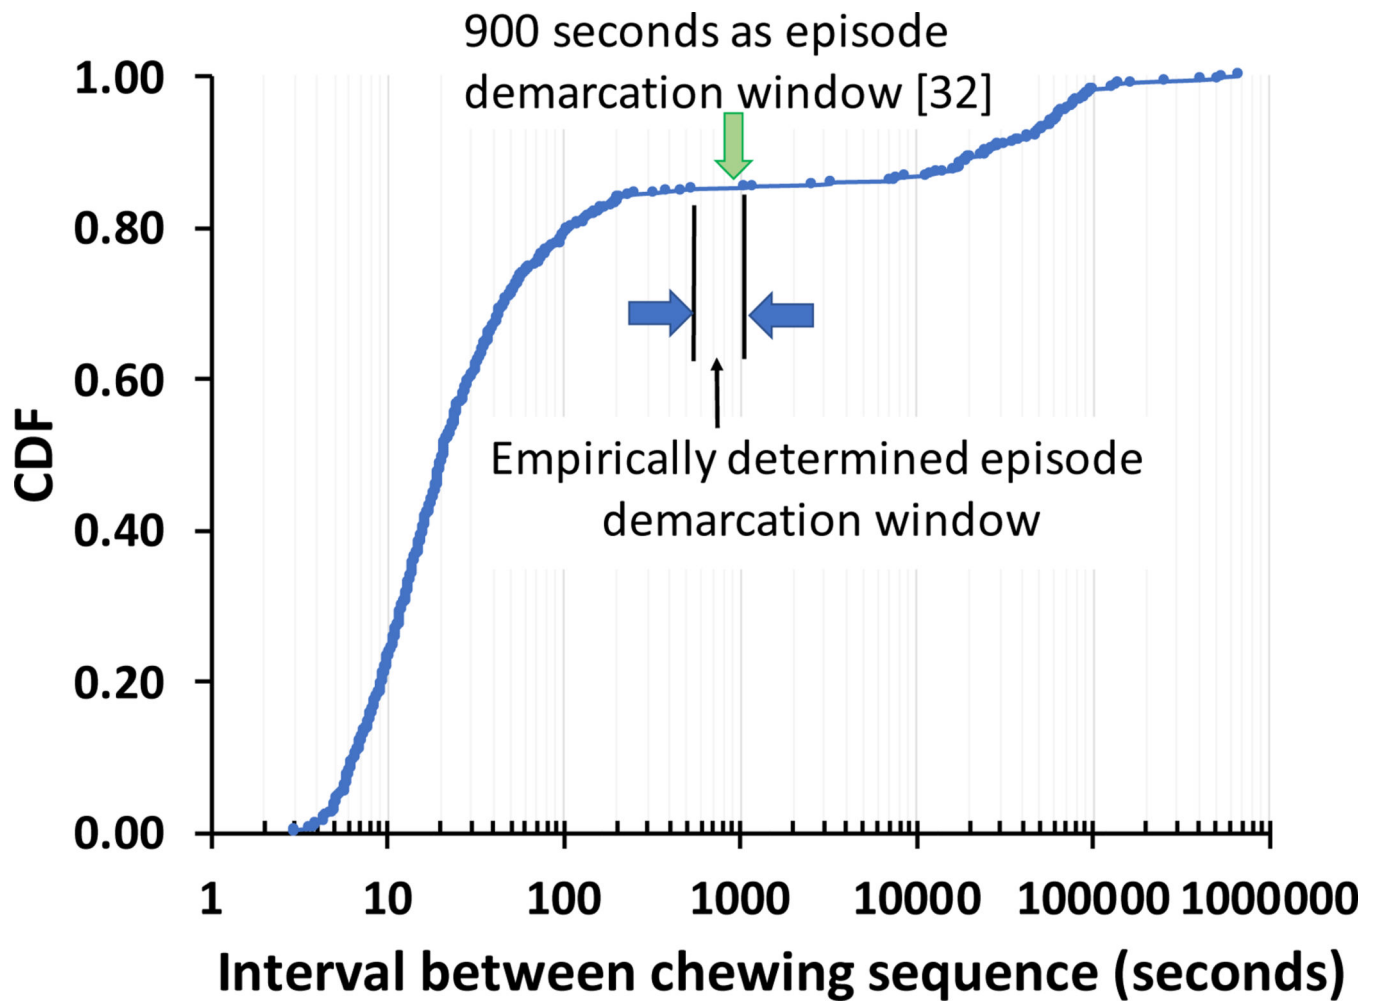 900 seconds as episode
demarcation window [32]
1.00
0.80
0.60
0.40
0.20
0.00
CDF
Empirically determined episode
demarcation window
1 10 100 1000 10000 100000 1000000
Interval between chewing sequence (seconds)